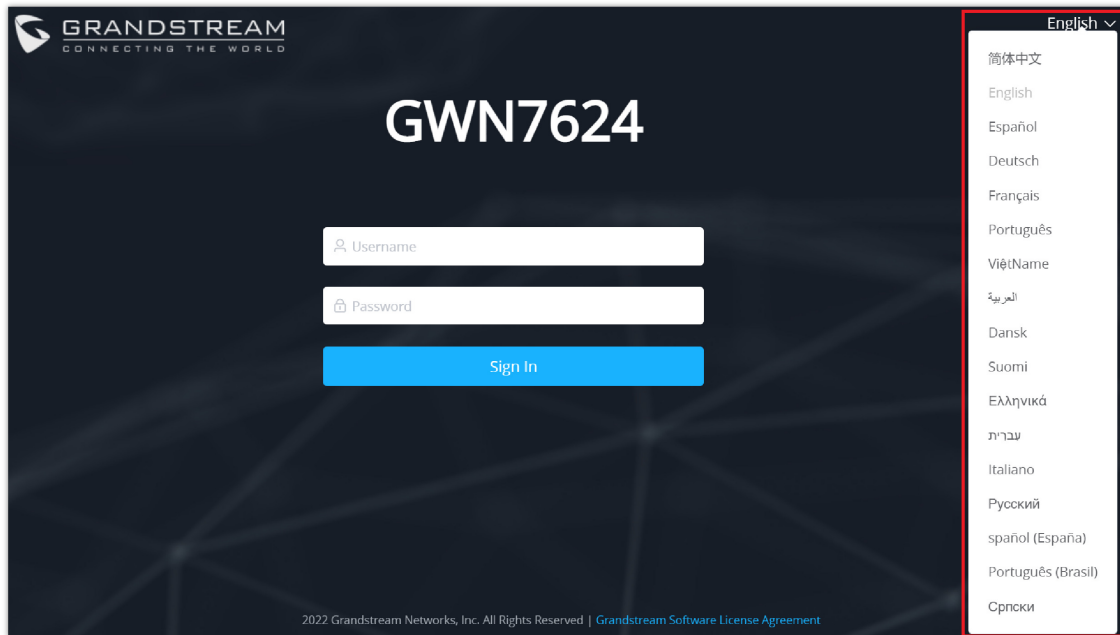 GRANDSTREAM
CONNECTING THE WORLD
English
GWN7624
Username
Password
Sign In
2022 Grandstream Networks, Inc. All Rights Reserved | Grandstream Software License Agreement
简体中文
English
Español
Deutsch
Français
Português
ViệtName
العربية
Dansk
Suomi
Ελληνικά
עברית
Italiano
Русский
spañol (España)
Português (Brasil)
Српски